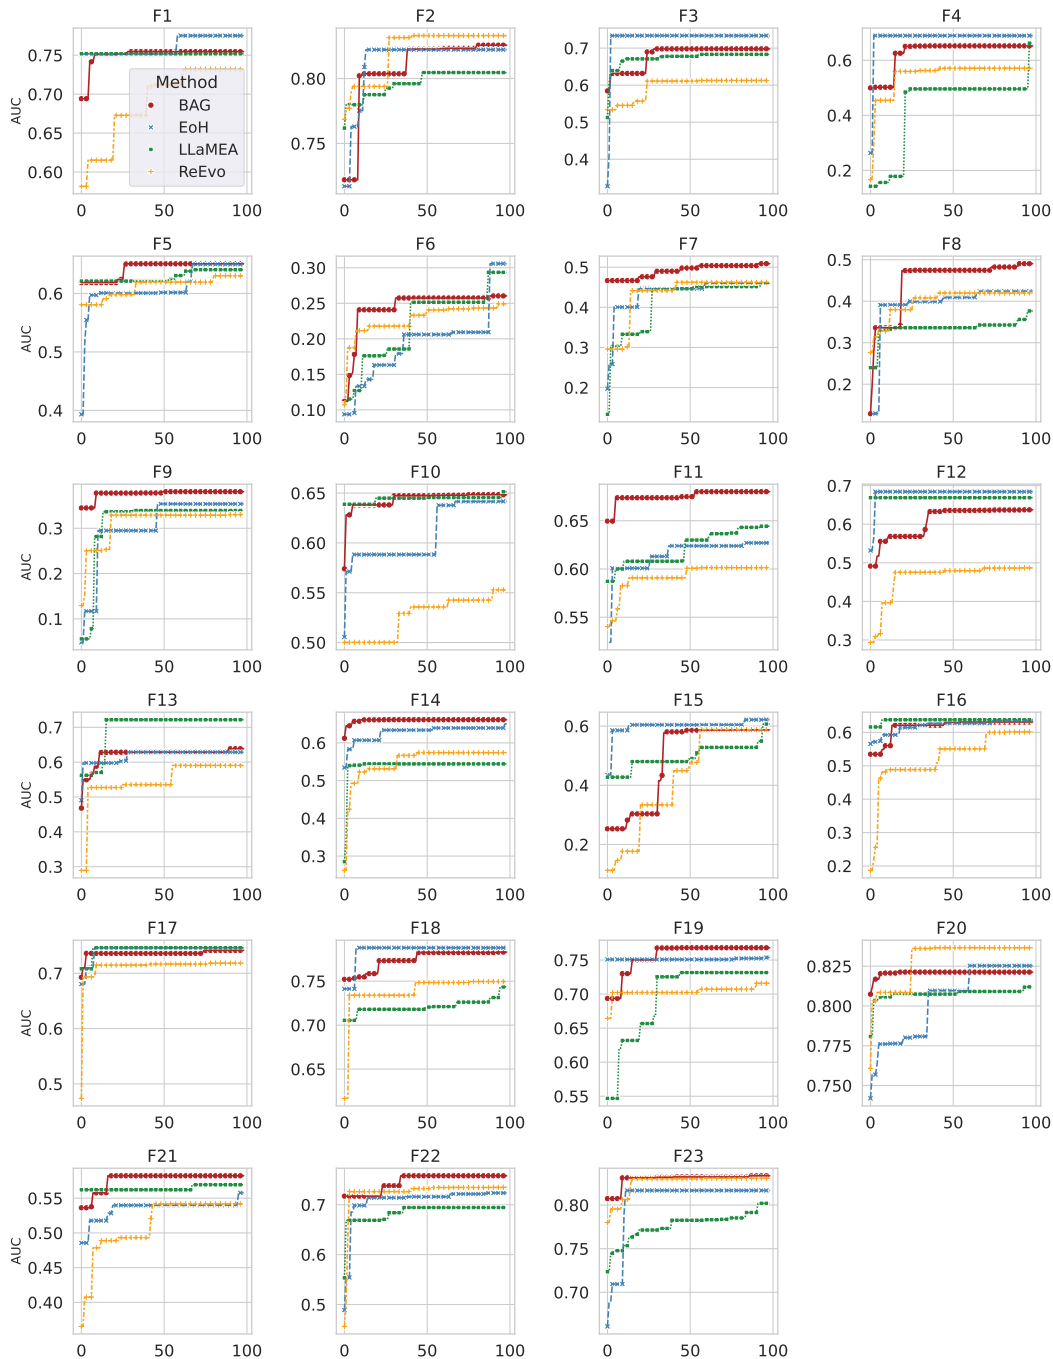 F1
F2
F3
F4
AUC
0.75
0.70
0.65
0.60
Method
BAG
EoH
LLaMEA
ReEvo
0.80
0.75
0.7
0.6
0.5
0.4
0.6
0.4
0.2
0 50 100
0 50 100
0 50 100
0 50 100
F5
F6
F7
F8
AUC
0.6
0.5
0.4
0.30
0.25
0.20
0.15
0.10
0.5
0.4
0.3
0.2
0.5
0.4
0.3
0.2
0 50 100
0 50 100
0 50 100
0 50 100
F9
F10
F11
F12
AUC
0.3
0.2
0.1
0.65
0.60
0.55
0.50
0.65
0.60
0.55
0.7
0.6
0.5
0.4
0.3
0 50 100
0 50 100
0 50 100
0 50 100
F13
F14
F15
F16
AUC
0.7
0.6
0.5
0.4
0.3
0.6
0.5
0.4
0.3
0.6
0.4
0.2
0.6
0.5
0.4
0.3
0.2
0 50 100
0 50 100
0 50 100
0 50 100
F17
F18
F19
F20
AUC
0.7
0.6
0.5
0.75
0.70
0.65
0.75
0.70
0.65
0.60
0.55
0.825
0.800
0.775
0.750
0 50 100
0 50 100
0 50 100
0 50 100
F21
F22
F23
AUC
0.55
0.50
0.45
0.40
0.7
0.6
0.5
0.80
0.75
0.70
0 50 100
0 50 100
0 50 100